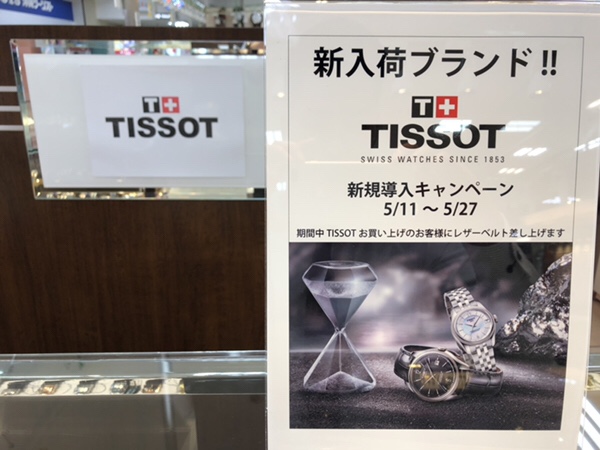 T+
TISSOT
新入荷ブランド!!
T+
TISSOT
SWISS WATCHES SINCE 1853
新規導入キャンペーン
5/11 ～ 5/27
期間中 TISSOT お買い上げのお客様にレザーベルト差し上げます